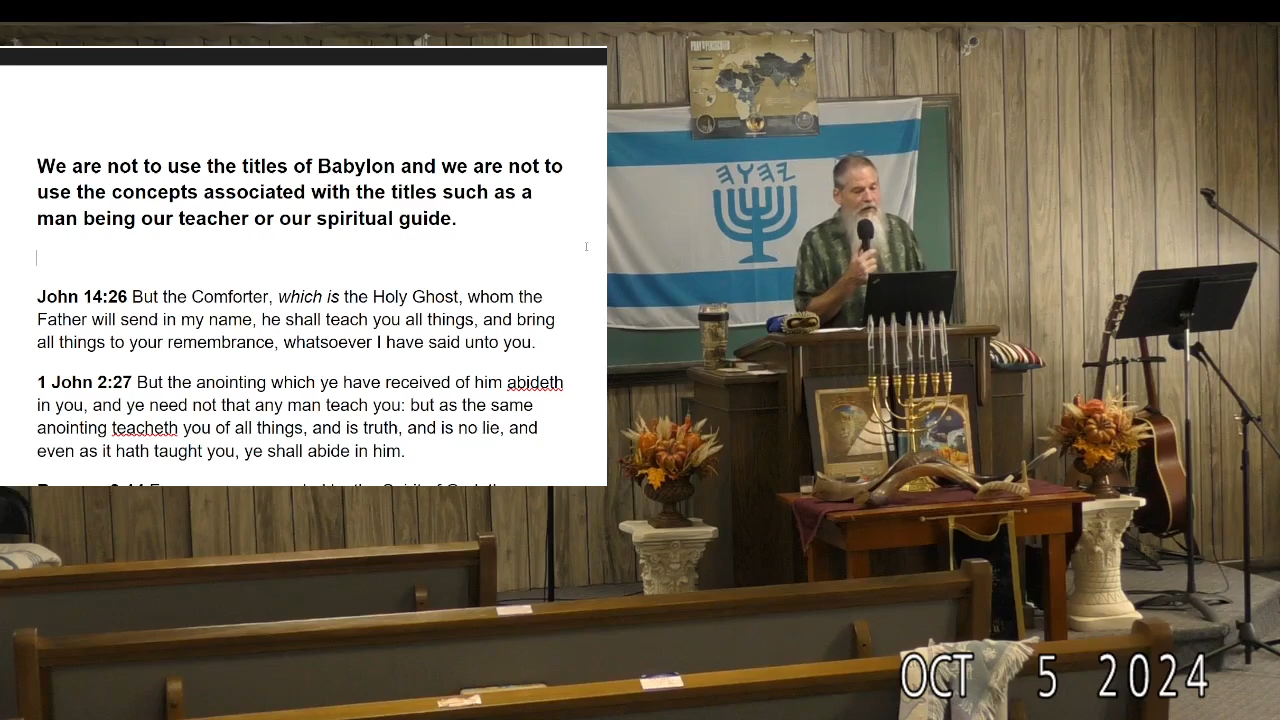 We are not to use the titles of Babylon and we are not to
use the concepts associated with the titles such as a
man being our teacher or our spiritual guide.
John 14:26 But the Comforter, which is the Holy Ghost, whom the
Father will send in my name, he shall teach you all things, and bring
all things to your remembrance, whatsoever I have said unto you.
1 John 2:27 But the anointing which ye have received of him abideth
in you, and ye need not that any man teach you: but as the same
anointing teacheth you of all things, and is truth, and is no lie, and
even as it hath taught you, ye shall abide in him.
OCT 5 2024